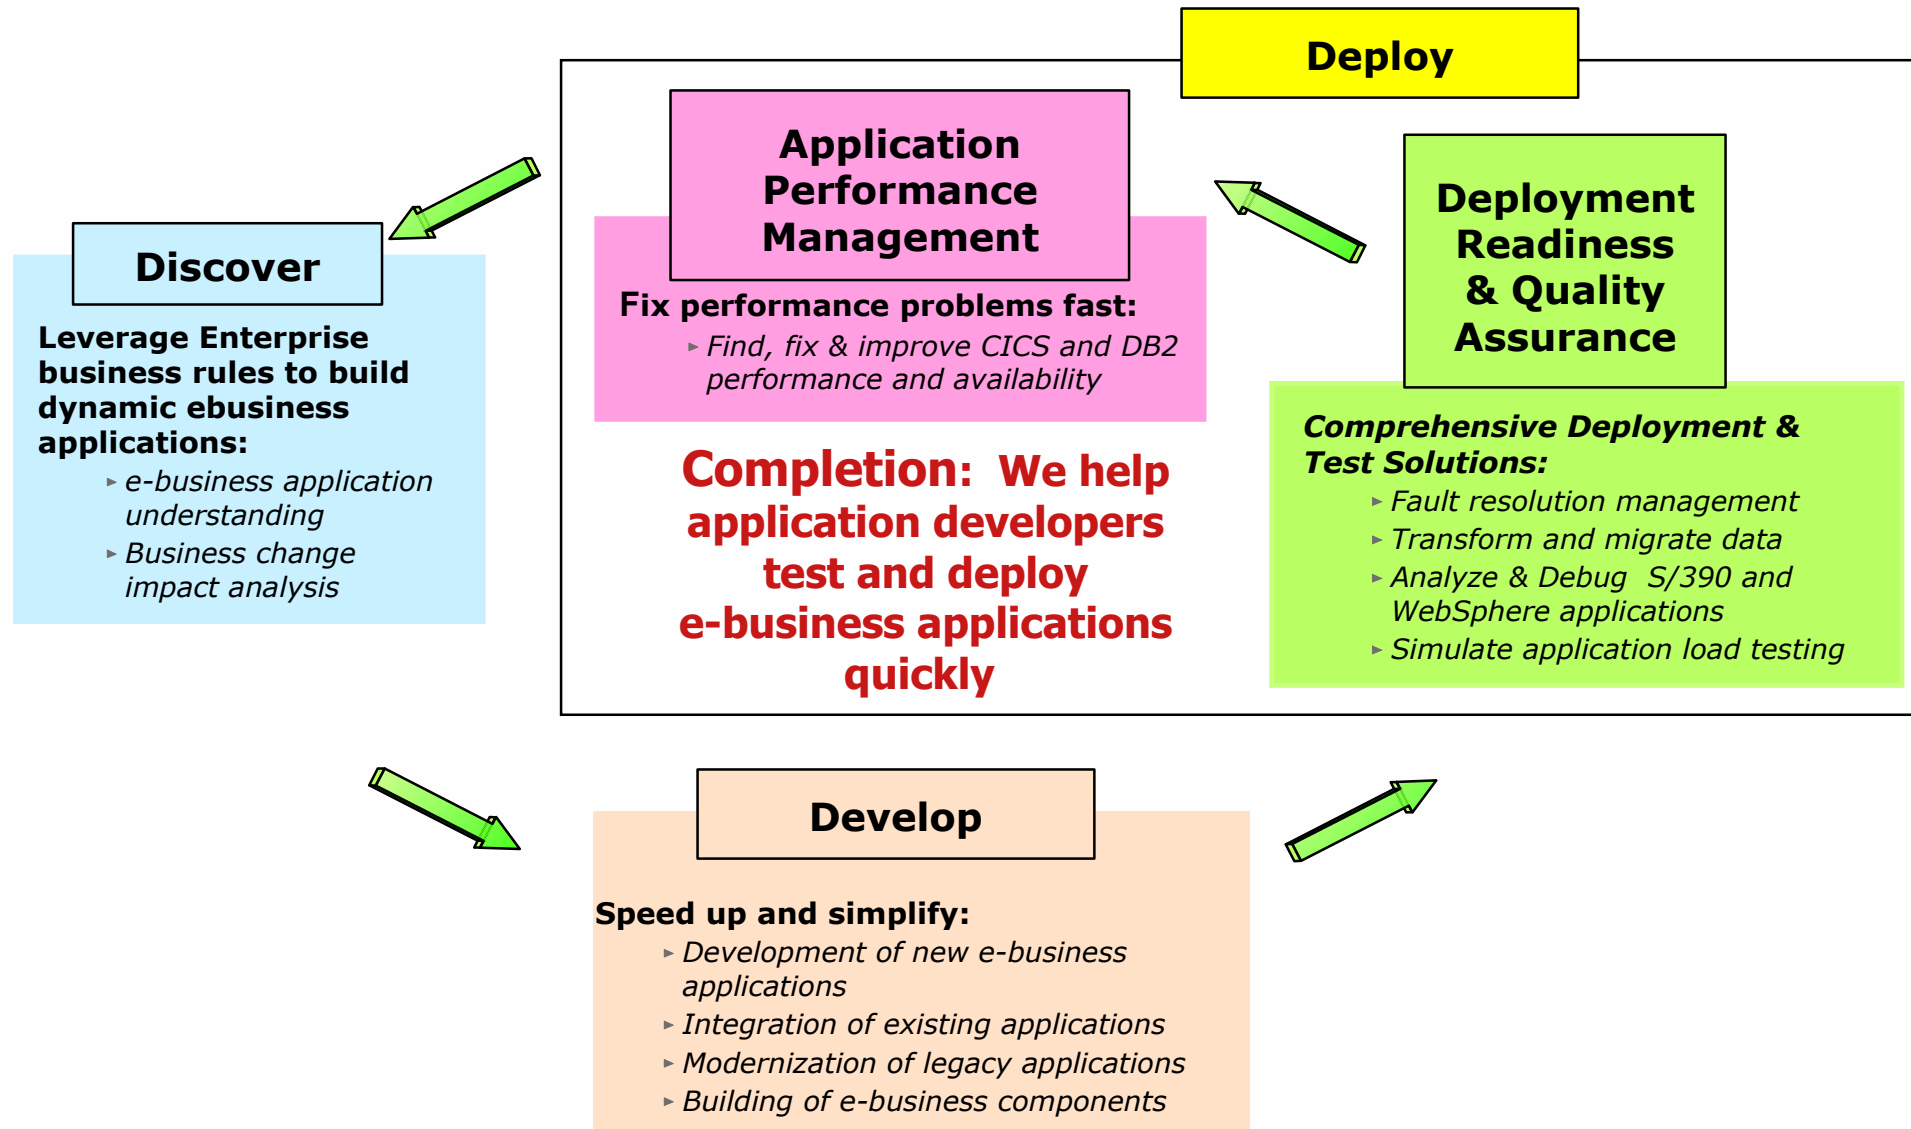 Deploy
Application
Performance
Management
Fix performance problems fast:
► Find, fix & improve CICS and DB2
performance and availability
Deployment
Readiness
& Quality
Assurance
Comprehensive Deployment &
Test Solutions:
► Fault resolution management
► Transform and migrate data
► Analyze & Debug  S/390 and
WebSphere applications
► Simulate application load testing
Discover
Leverage Enterprise
business rules to build
dynamic ebusiness
applications:
► e-business application
understanding
► Business change
impact analysis
Completion:  We help
application developers
test and deploy
e-business applications
quickly
Develop
Speed up and simplify:
► Development of new e-business
applications
► Integration of existing applications
► Modernization of legacy applications
► Building of e-business components